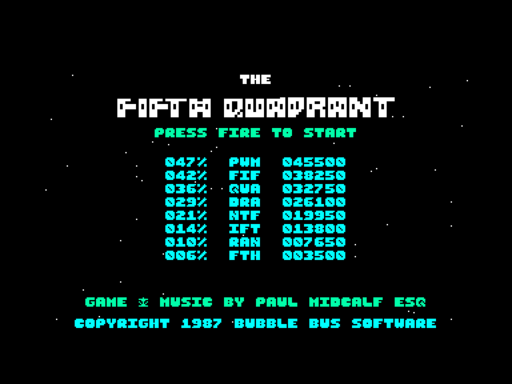 THE
FIFTH QUADRANT
PRESS FIRE TO START
047% PWM 045500
042% FIF 038250
036% QUA 032750
029% DRA 026100
021% NTF 019950
014% IFT 013800
010% RAN 007650
006% FTH 003500
GAME & MUSIC BY PAUL MIDCALF ESQ
COPYRIGHT 1987 BUBBLE BUS SOFTWARE